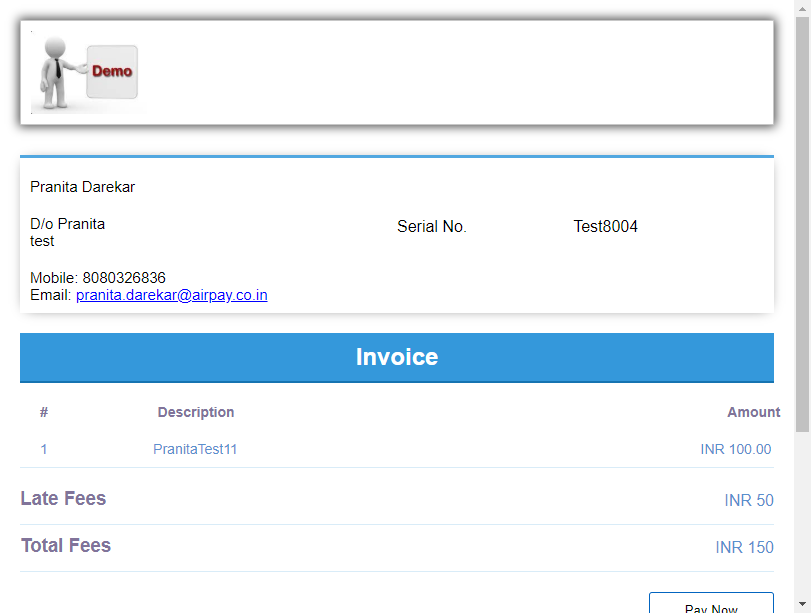 Demo
Pranita Darekar
D/o Pranita
test
Serial No. Test8004
Mobile: 8080326836
Email: pranita.darekar@airpay.co.in
Invoice
# Description Amount
1 PranitaTest11 INR 100.00
Late Fees INR 50
Total Fees INR 150
Pay Now